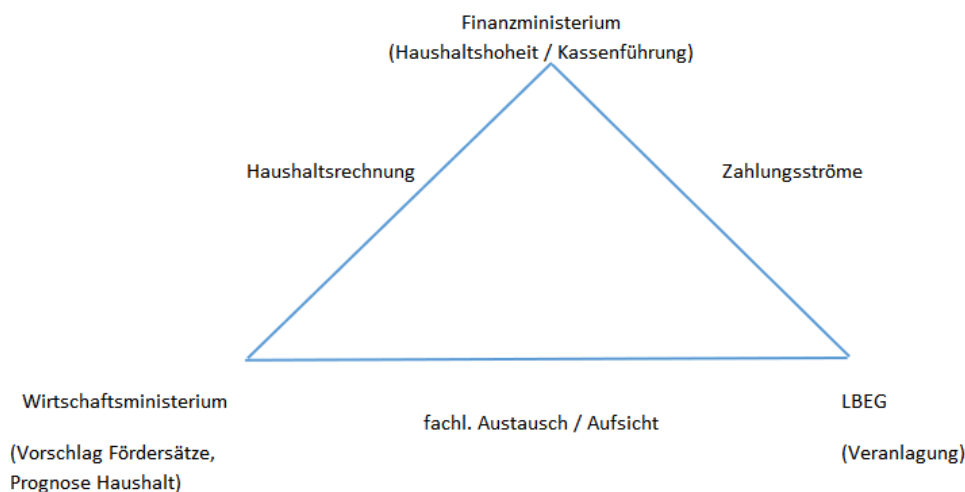 Finanzministerium
(Haushaltshoheit / Kassenführung)
Haushaltsrechnung
Zahlungsströme
Wirtschaftsministerium
(Vorschlag Fördersätze,
Prognose Haushalt)
fachl. Austausch / Aufsicht
LBEG
(Veranlagung)